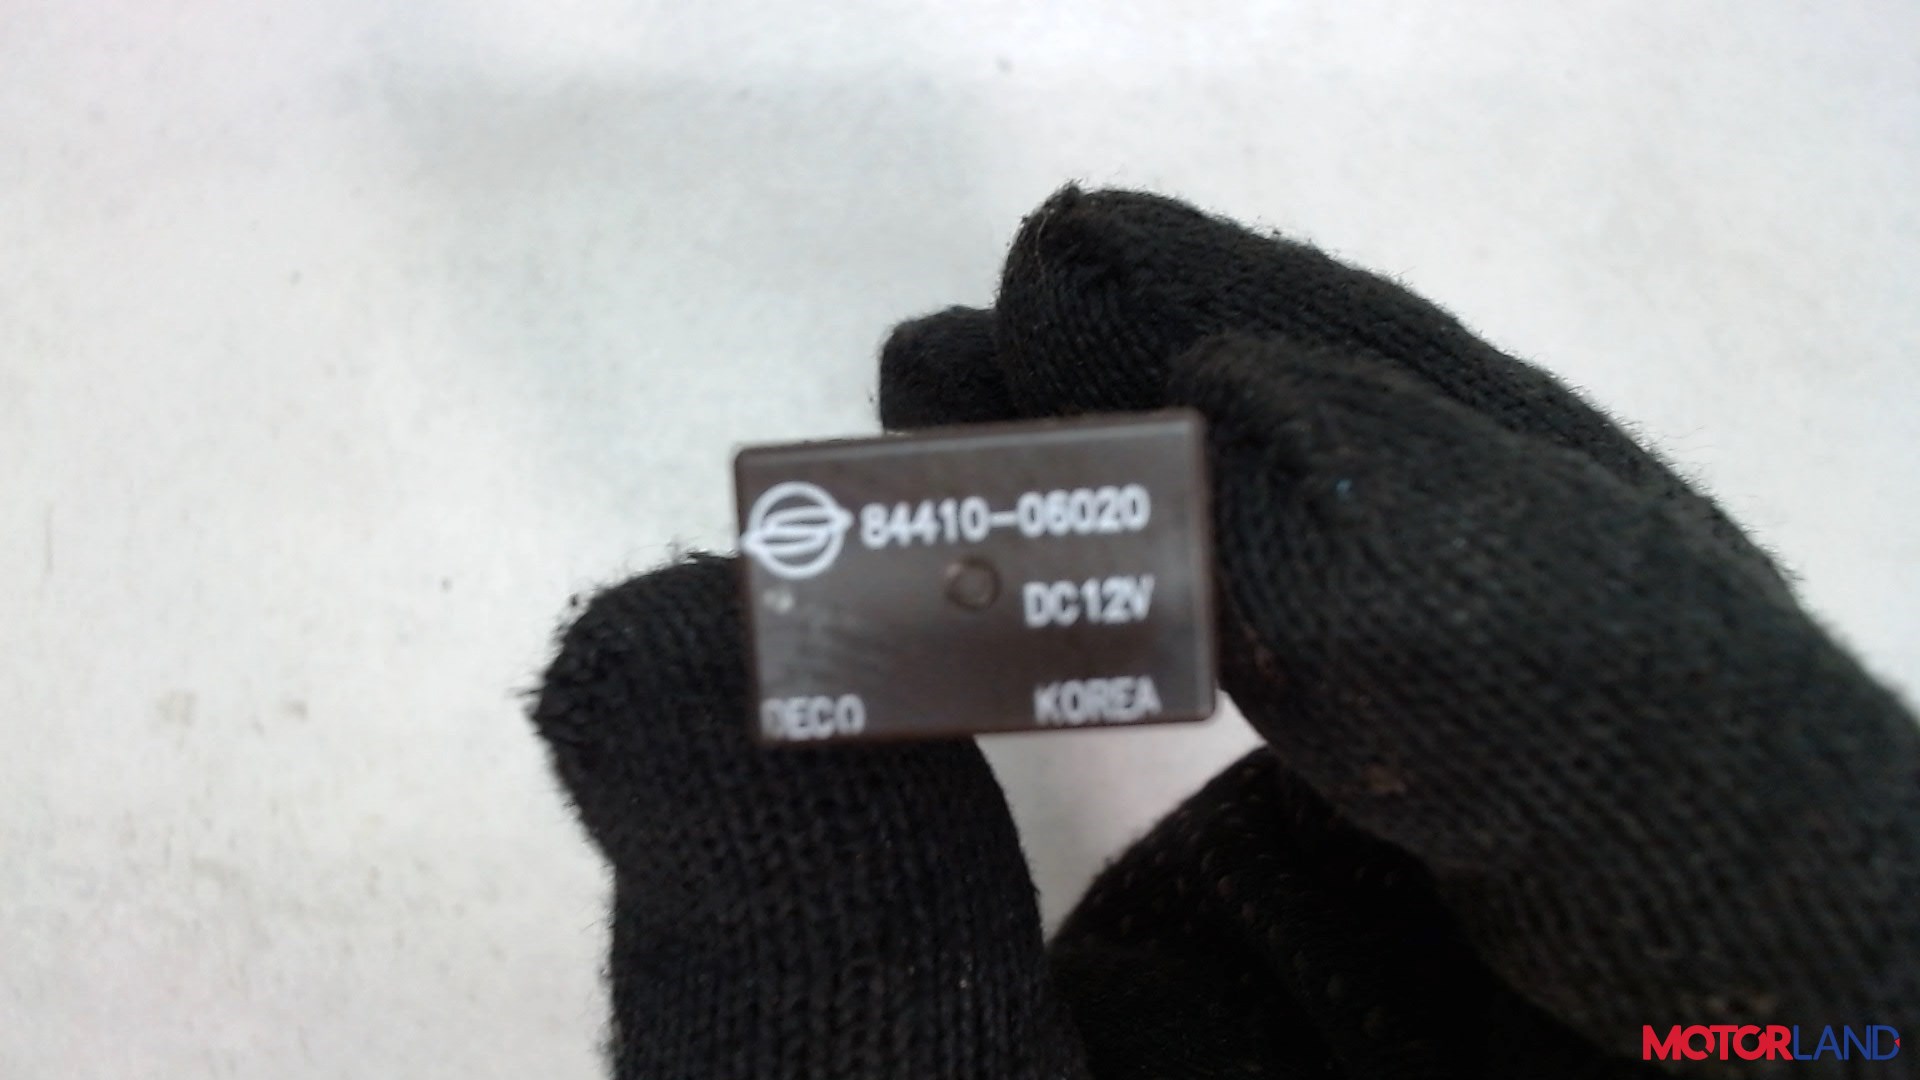 84410-06020
DC12V
DECO KOREA
MOTORLAND